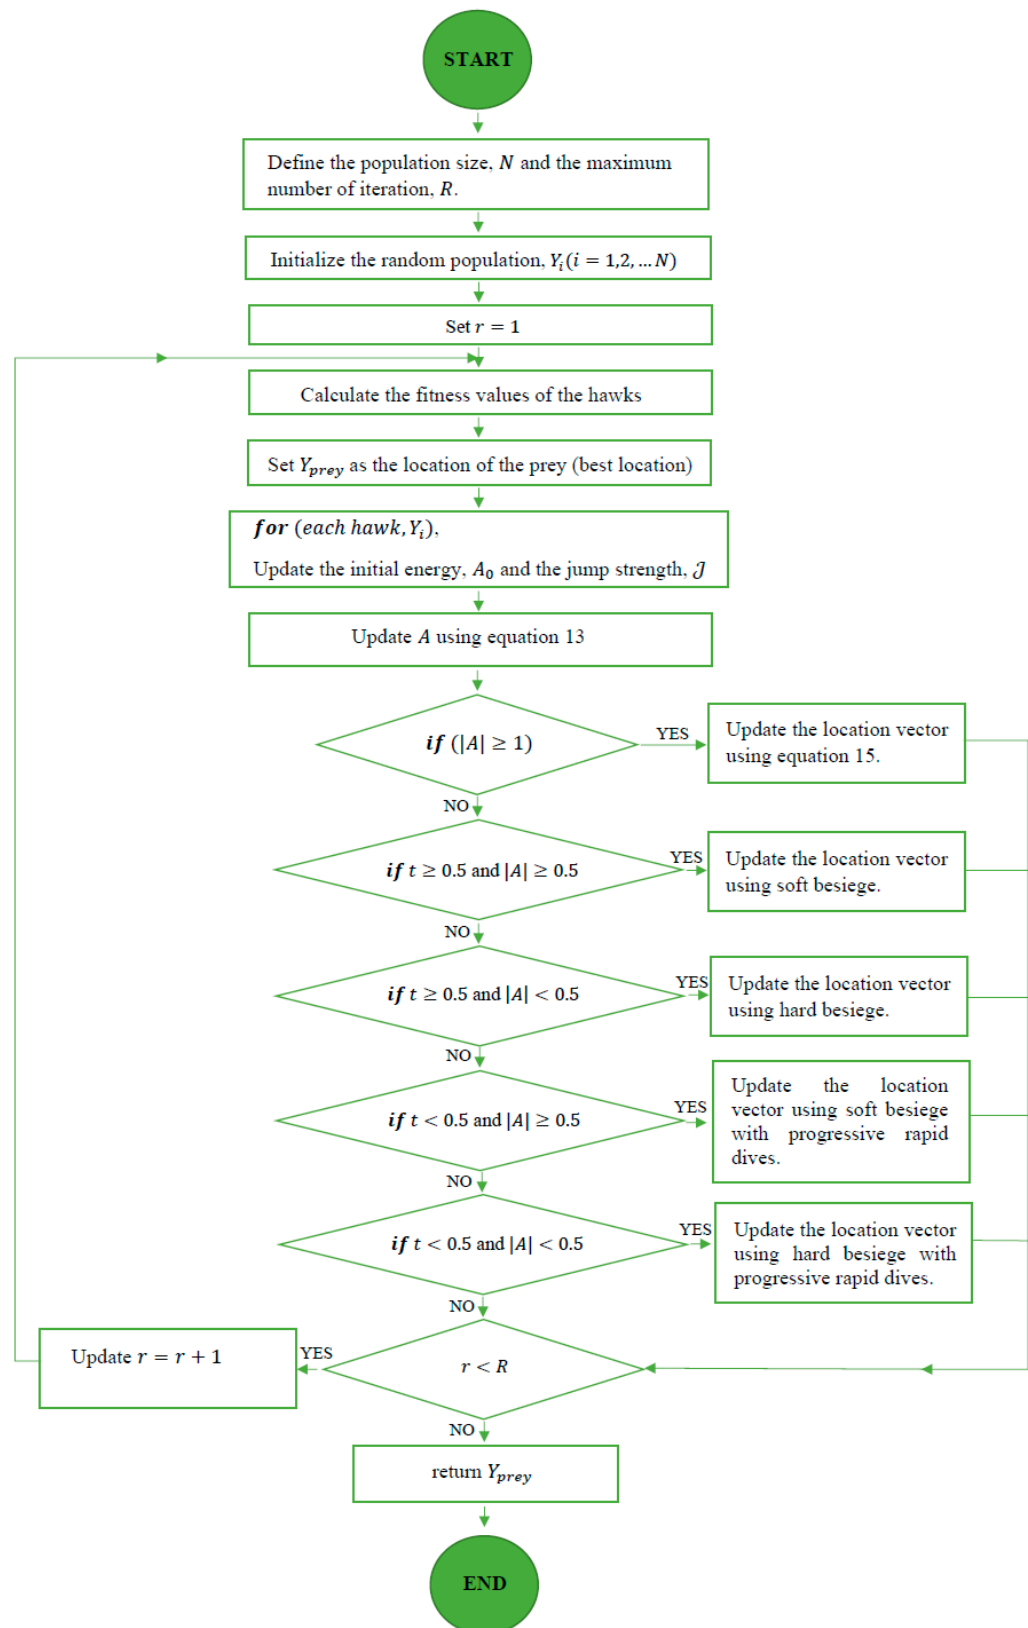 START
Define the population size, N and the maximum
number of iteration, R.
Initialize the random population, Y_i(i = 1,2, … N)
Set r = 1
Calculate the fitness values of the hawks
Set Y_prey as the location of the prey (best location)
for (each hawk, Y_i),
Update the initial energy, A_0 and the jump strength, 𝒥
Update A using equation 13
if (|A| ≥ 1)
YES
Update the location vector
using equation 15.
NO
if t ≥ 0.5 and |A| ≥ 0.5
YES
Update the location vector
using soft besiege.
NO
if t ≥ 0.5 and |A| < 0.5
YES
Update the location vector
using hard besiege.
NO
if t < 0.5 and |A| ≥ 0.5
YES
Update the location
vector using soft besiege
with progressive rapid
dives.
NO
if t < 0.5 and |A| < 0.5
YES
Update the location vector
using hard besiege with
progressive rapid dives.
NO
r < R
YES
Update r = r + 1
NO
return Y_prey
END